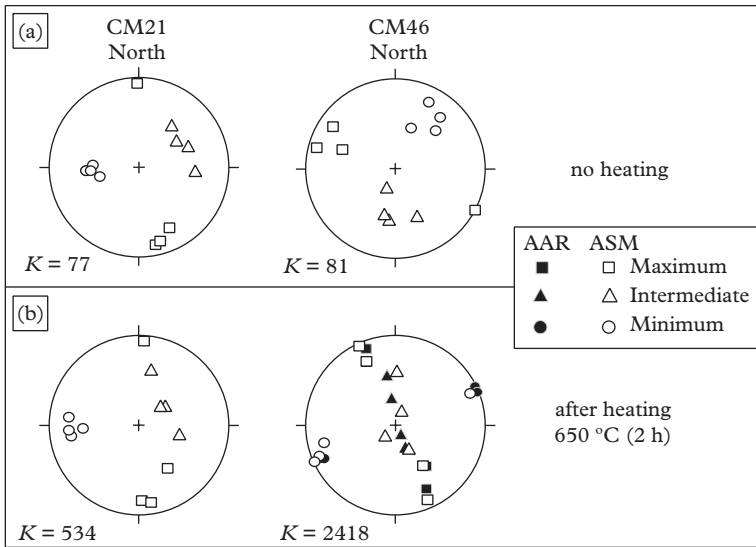 (a)
CM21
North
CM46
North
no heating
K = 77
K = 81
AAR ASM
Maximum
Intermediate
Minimum
(b)
after heating
650 °C (2 h)
K = 534
K = 2418